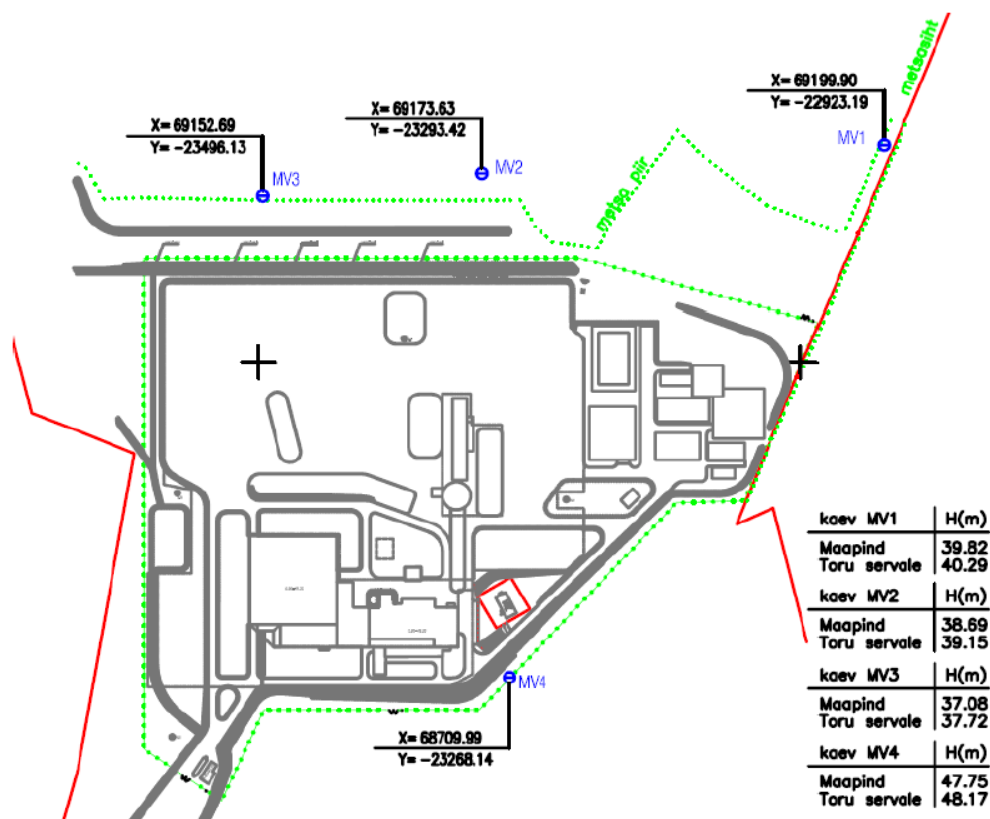 metsasiht
X= 69199.90
Y= -22923.19
MV1
X= 69173.63
Y= -23293.42
MV2
X= 69152.69
Y= -23496.13
MV3
metsa piir
MV4
X= 68709.99
Y= -23268.14
kaev MV1 H(m)
Maapind 39.82
Toru servale 40.29
kaev MV2 H(m)
Maapind 38.69
Toru servale 39.15
kaev MV3 H(m)
Maapind 37.08
Toru servale 37.72
kaev MV4 H(m)
Maapind 47.75
Toru servale 48.17